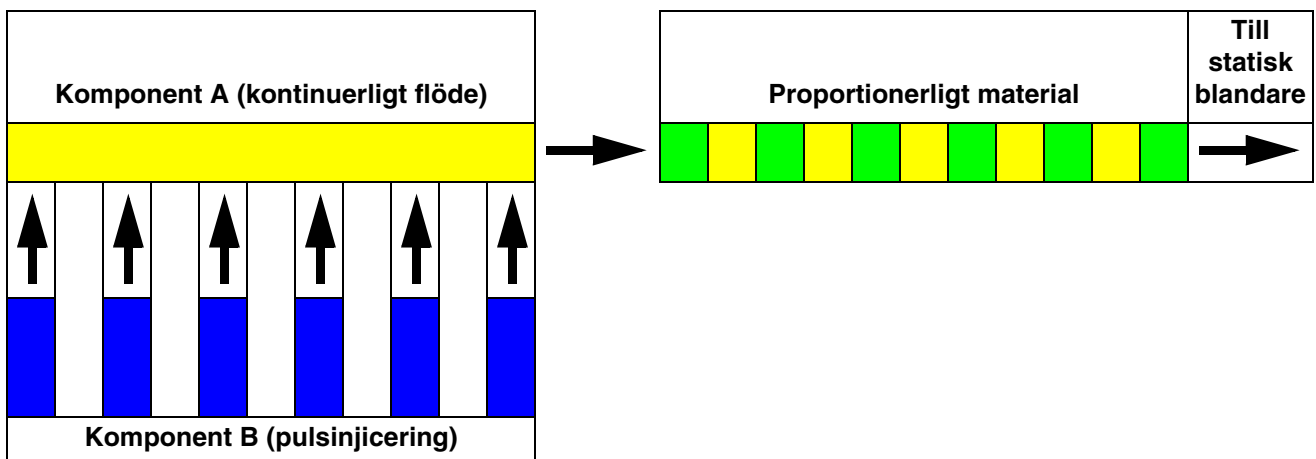 Komponent A (kontinuerligt flöde)
Komponent B (pulsinjicering)
Proportionerligt material
Till
statisk
blandare